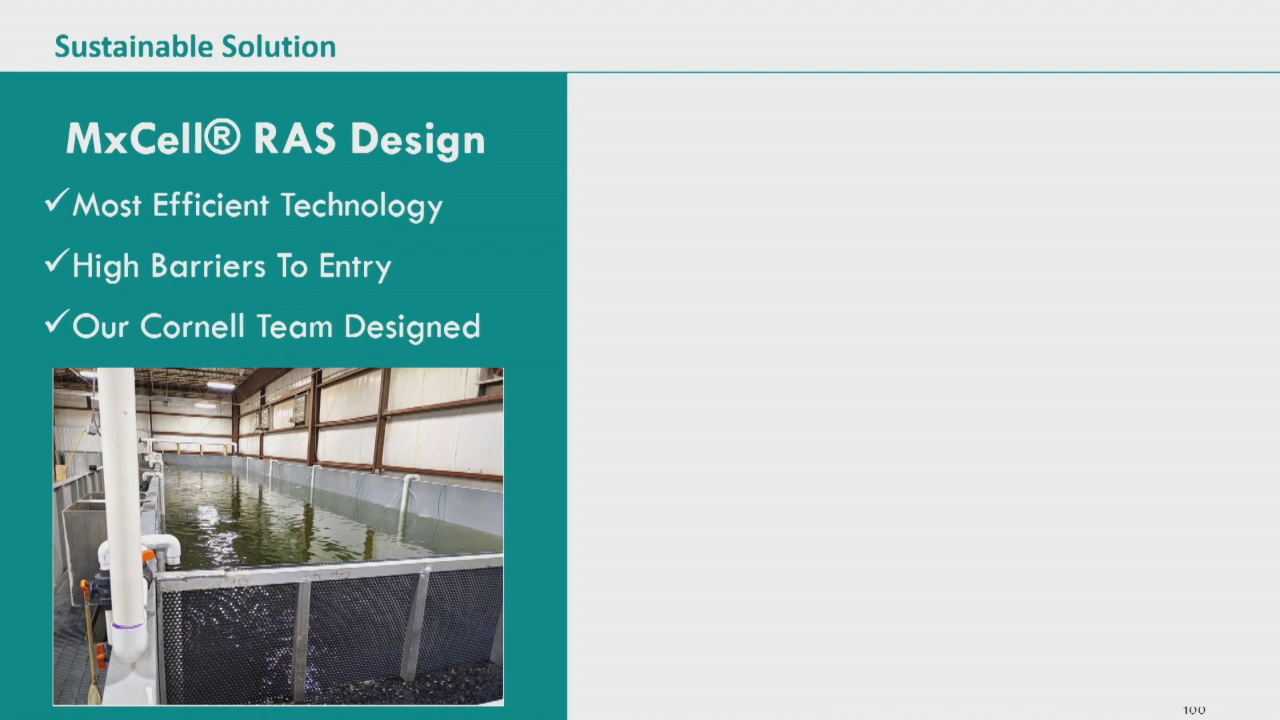 Sustainable Solution
MxCell® RAS Design
✓Most Efficient Technology
✓High Barriers To Entry
✓Our Cornell Team Designed
100